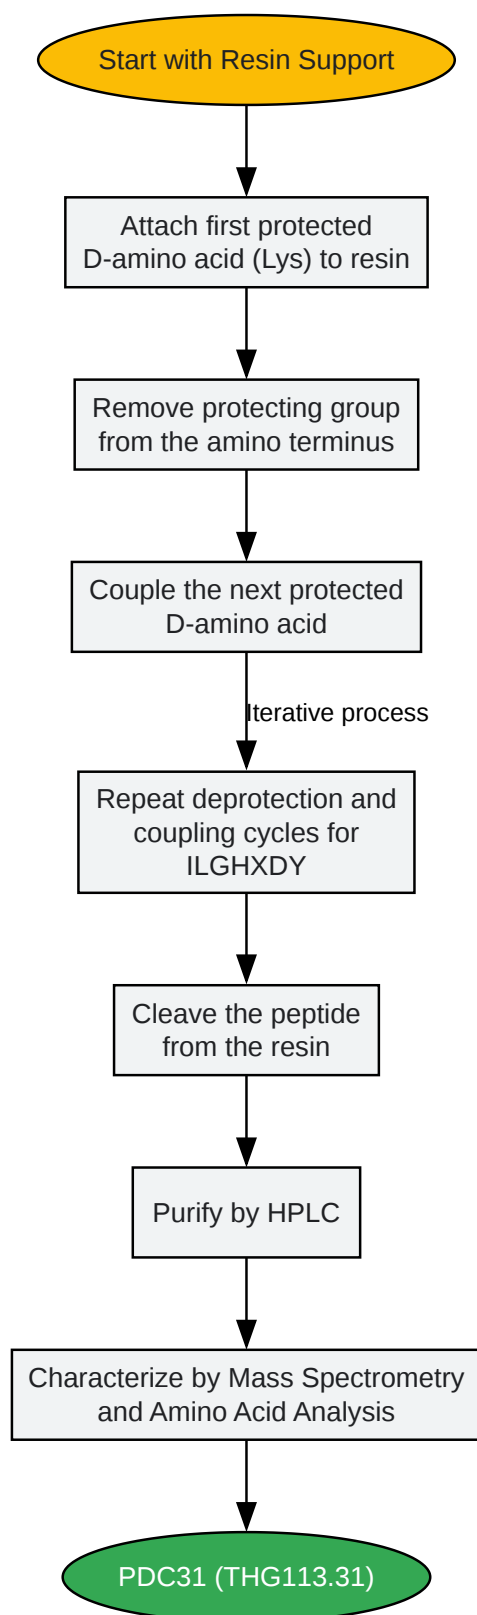 Start with Resin Support
Attach first protected
D-amino acid (Lys) to resin
Remove protecting group
from the amino terminus
Couple the next protected
D-amino acid
Iterative process
Repeat deprotection and
coupling cycles for
ILGHXDY
Cleave the peptide
from the resin
Purify by HPLC
Characterize by Mass Spectrometry
and Amino Acid Analysis
PDC31 (THG113.31)